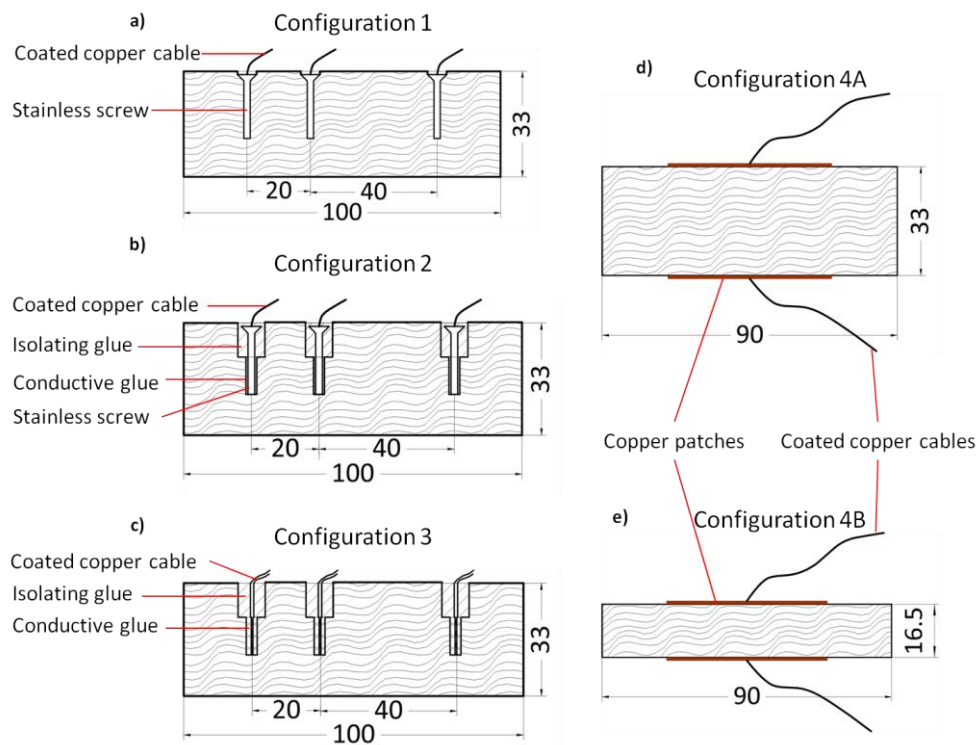 a)
Configuration 1
Coated copper cable
Stainless screw
33
20
40
100
b)
Configuration 2
Coated copper cable
Isolating glue
Conductive glue
Stainless screw
33
20
40
100
c)
Configuration 3
Coated copper cable
Isolating glue
Conductive glue
33
20
40
100
d)
Configuration 4A
33
90
Copper patches
Coated copper cables
e)
Configuration 4B
16.5
90